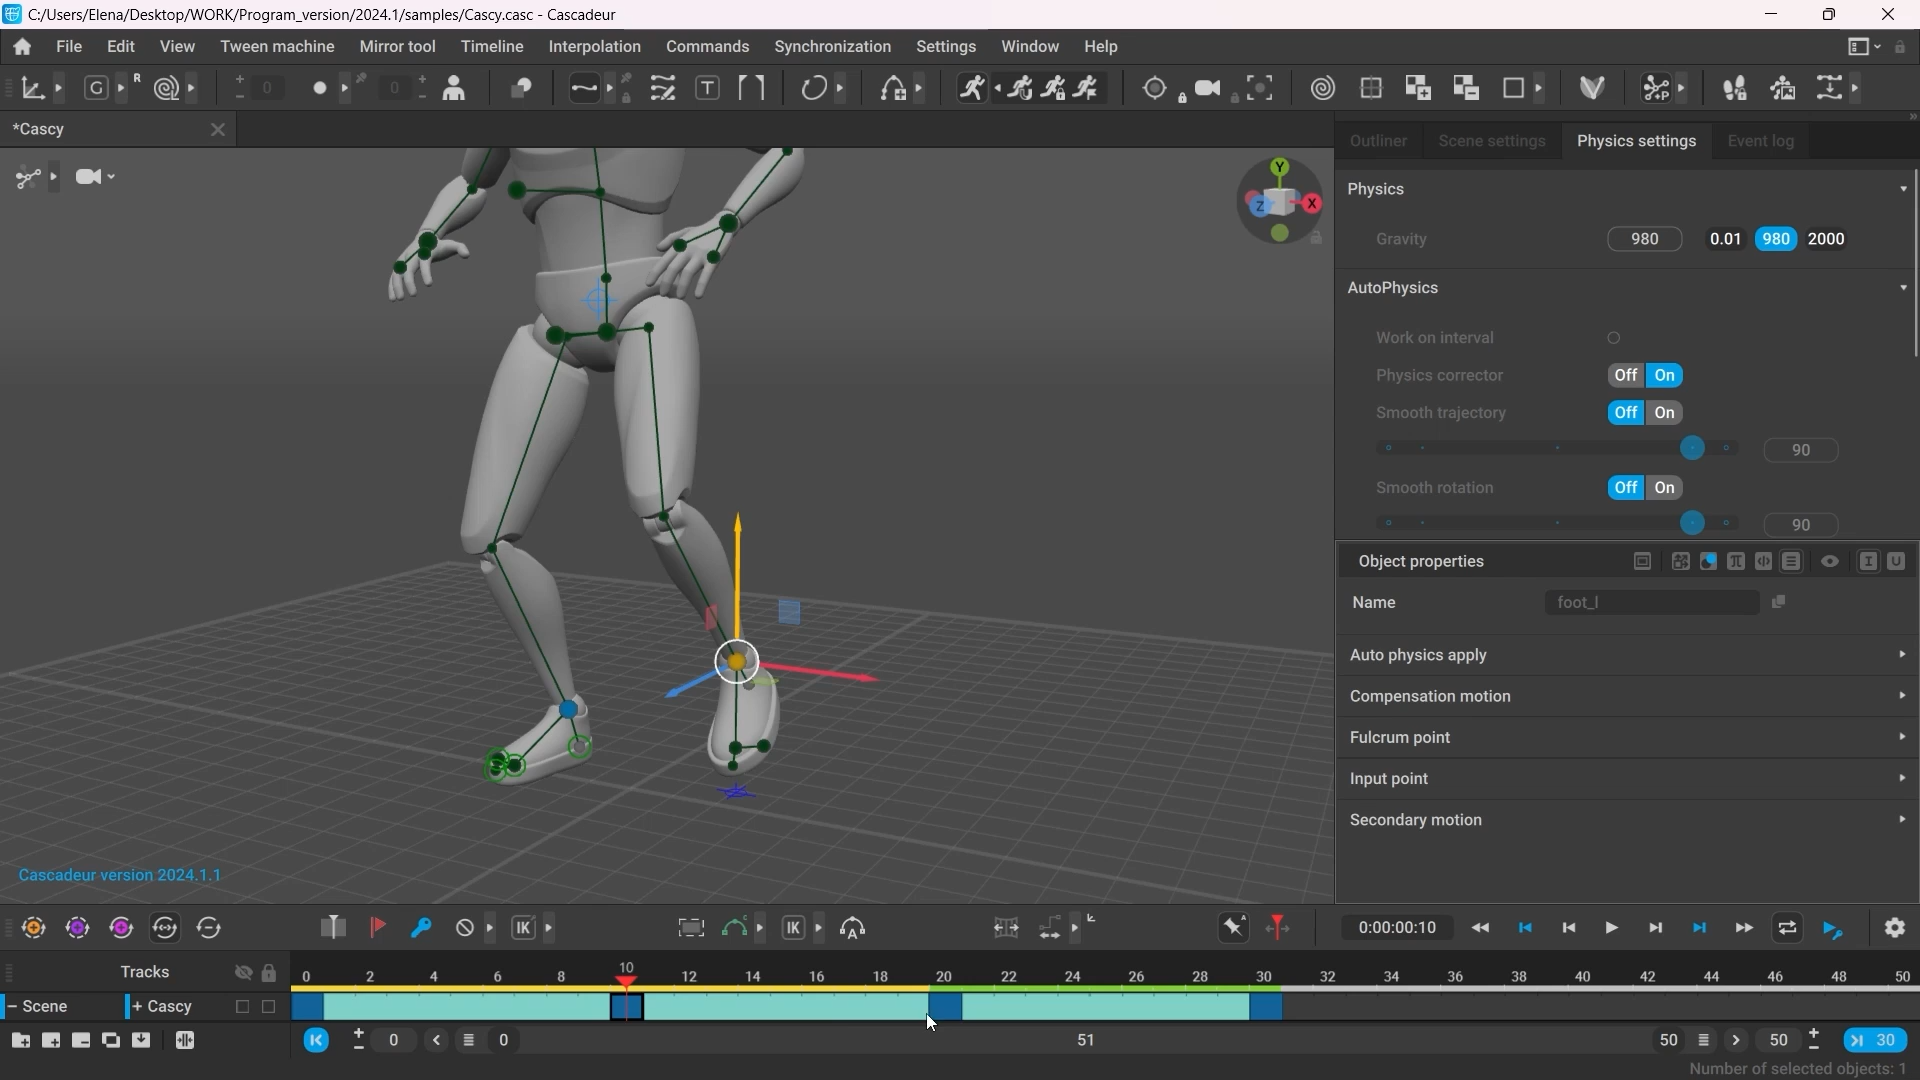 C:/Users/Elena/Desktop/WORK/Program_version/2024.1/samples/Cascy.casc - Cascadeur
File Edit View Tween machine Mirror tool Timeline Interpolation Commands Synchronization Settings Window Help
G R 0 0 T P
*Cascy
Outliner Scene settings Physics settings Event log
Y
Z X
Physics
Gravity 980 0.01 980 2000
AutoPhysics
Work on interval
Physics corrector Off On
Smooth trajectory Off On
90
Smooth rotation Off On
90
Object properties I U
Name foot_l
Auto physics apply
Compensation motion
Fulcrum point
Input point
Secondary motion
Cascadeur version 2024.1.1
IK IK A 0:00:00:10
Tracks 0 2 4 6 8 10 12 14 16 18 20 22 24 26 28 30 32 34 36 38 40 42 44 46 48 50
- Scene + Cascy
0 0 51 50 50 30
Number of selected objects: 1